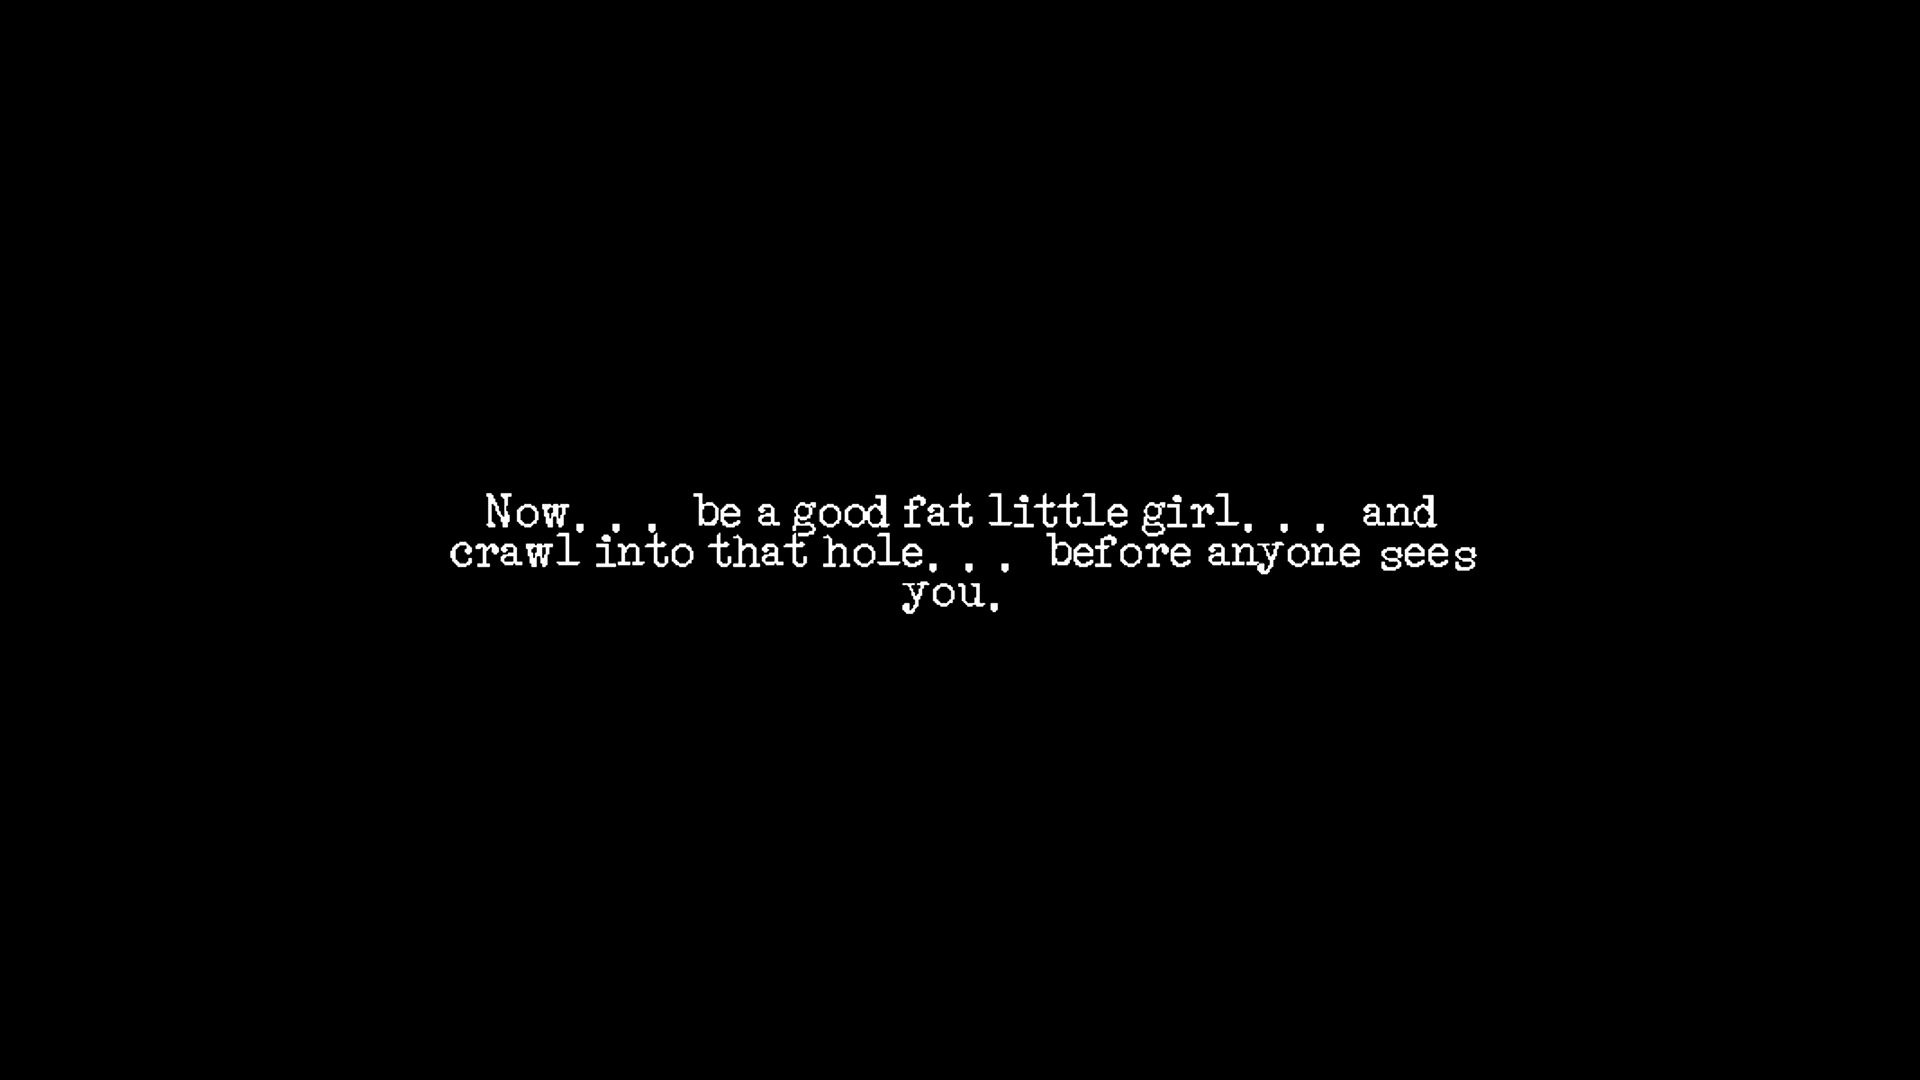 Now... be a good fat little girl... and
crawl into that hole... before anyone sees
you.